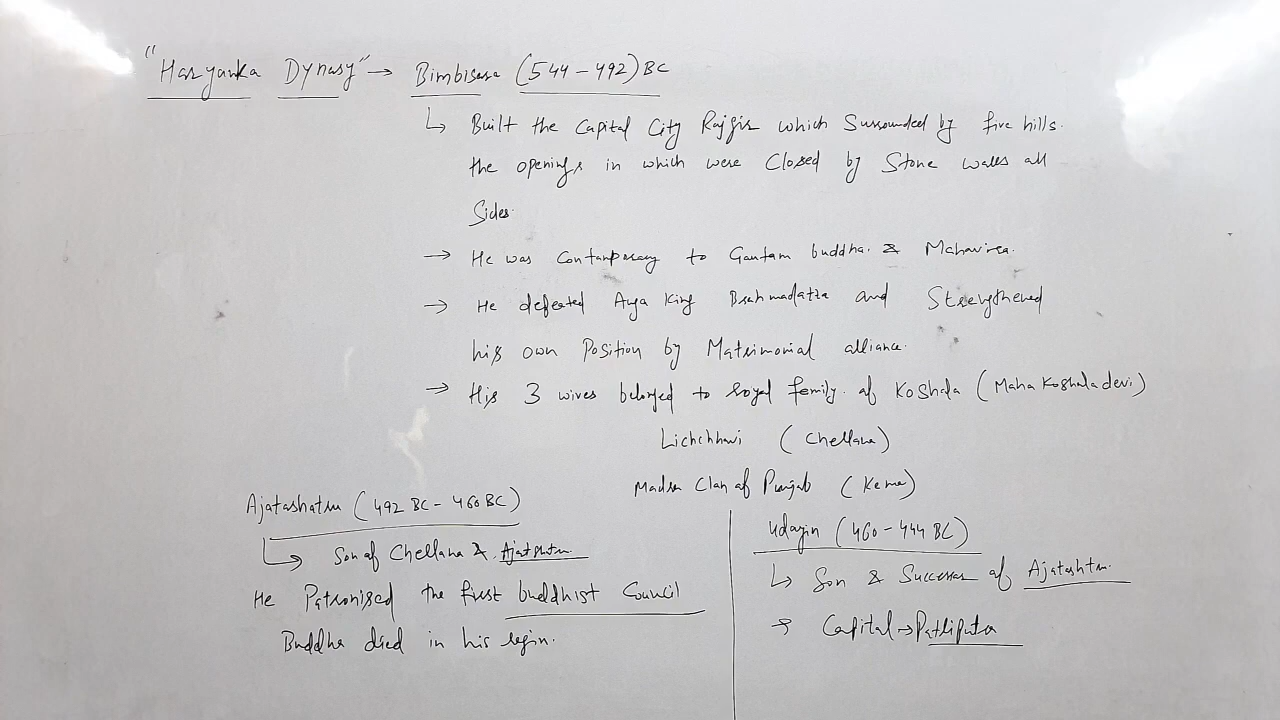 "Haryanka Dynasy" → Bimbisara (544-492) BC
↳ Built the Capital City Rajgir which Surrounded by five hills.
the openings in which were Closed by Stone walls all
Sides.
→ He was Contanporary to Gautam buddha. & Mahavira.
→ He defeated Anga King Brahmadatta and Strengthened
his own Position by Matrimonial alliance.
→ His 3 wives belonged to royal family. of Koshala (Maha Koshala devi)
Lichchhavi (Chellana)
Madra Clan of Punjab (Kema)
Ajatashatru (492 BC - 460 BC)
↳ Son of Chellana & Ajatshtru.
He Patronised the first buddhist Council
Buddha died in his regin.
Udayin (460-444 BC)
↳ Son & Successor of Ajatashtru.
→ Capital → Patliputra